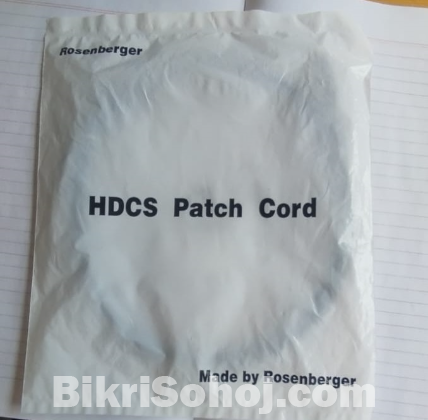 Rosenberger
HDCS Patch Cord
Made by Rosenberger
BikriSohoj.com